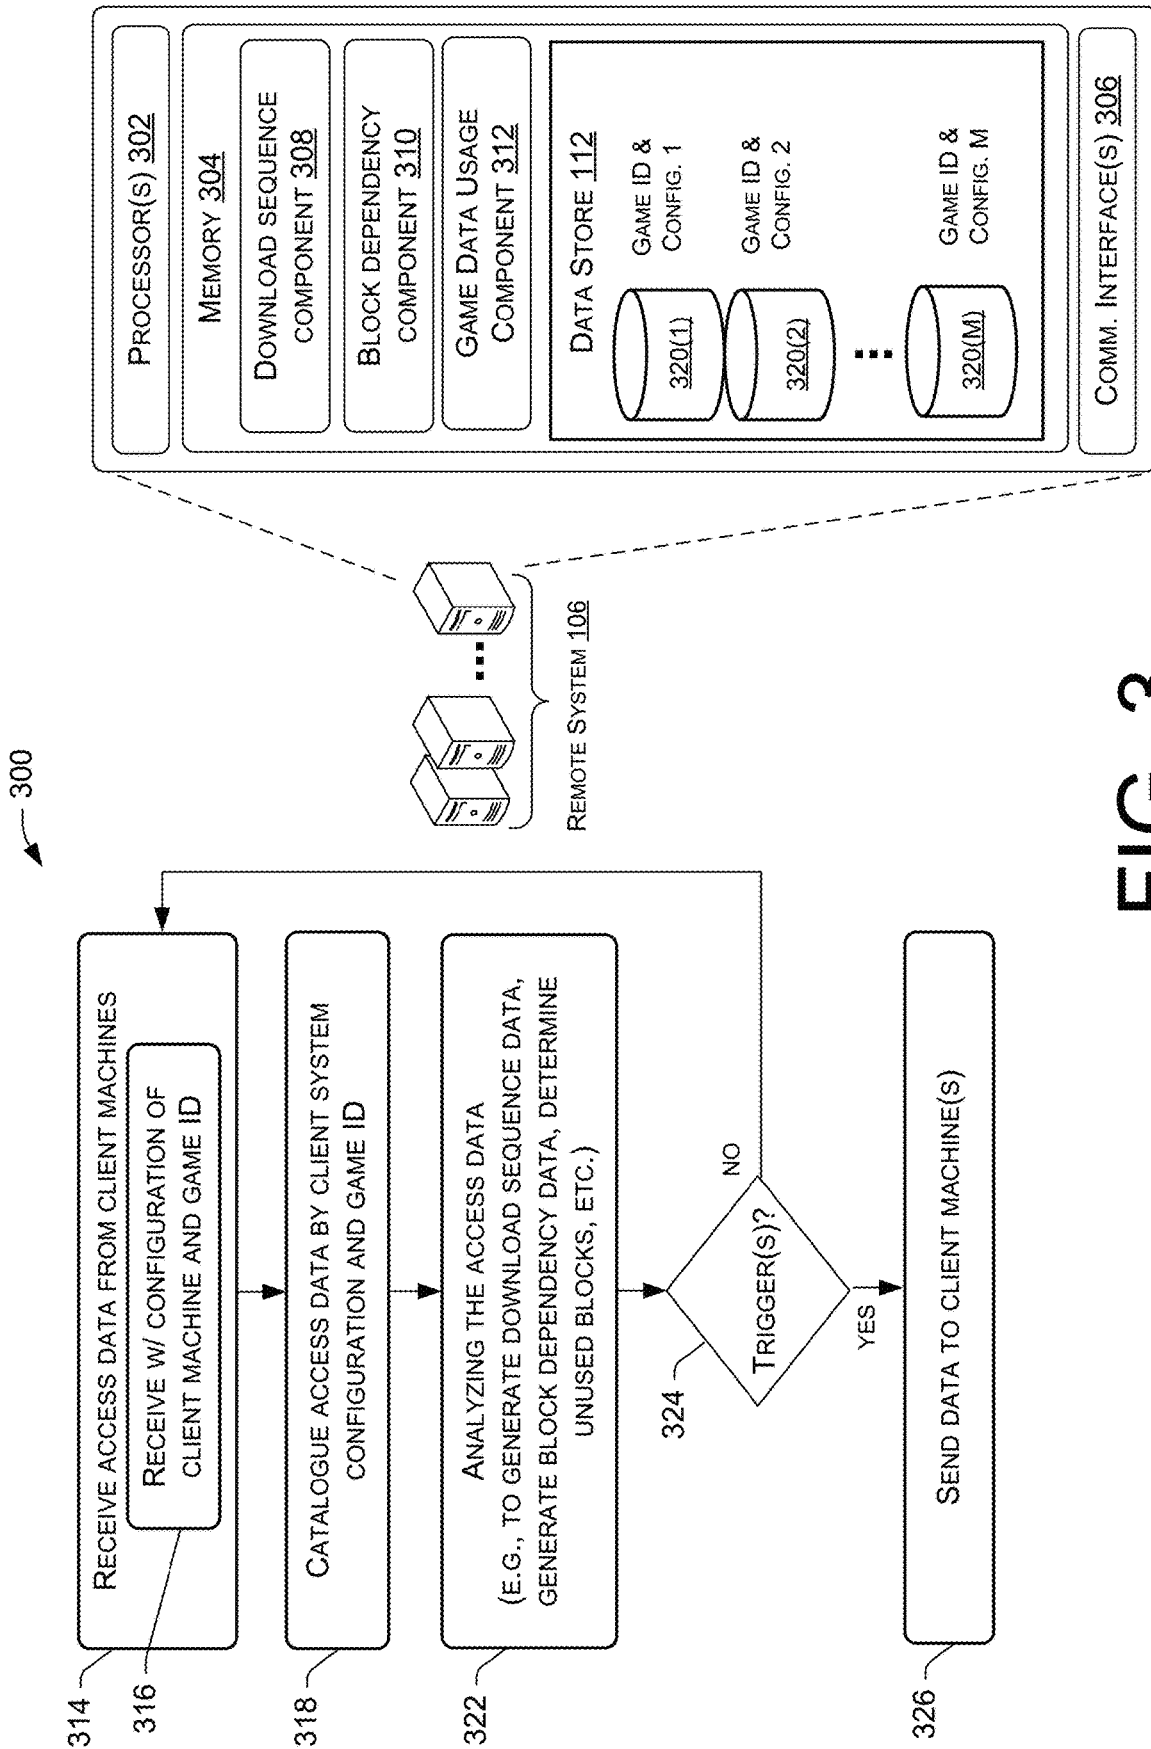 300
314
RECEIVE ACCESS DATA FROM CLIENT MACHINES
316
RECEIVE W/ CONFIGURATION OF
CLIENT MACHINE AND GAME ID
318
CATALOGUE ACCESS DATA BY CLIENT SYSTEM
CONFIGURATION AND GAME ID
322
ANALYZING THE ACCESS DATA
(E.G., TO GENERATE DOWNLOAD SEQUENCE DATA,
GENERATE BLOCK DEPENDENCY DATA, DETERMINE
UNUSED BLOCKS, ETC.)
324
TRIGGER(S)?
NO
YES
326
SEND DATA TO CLIENT MACHINE(S)
REMOTE SYSTEM 106
PROCESSOR(S) 302
MEMORY 304
DOWNLOAD SEQUENCE
COMPONENT 308
BLOCK DEPENDENCY
COMPONENT 310
GAME DATA USAGE
COMPONENT 312
DATA STORE 112
320(1)
GAME ID &
CONFIG. 1
320(2)
GAME ID &
CONFIG. 2
320(M)
GAME ID &
CONFIG. M
COMM. INTERFACE(S) 306
FIG. 3